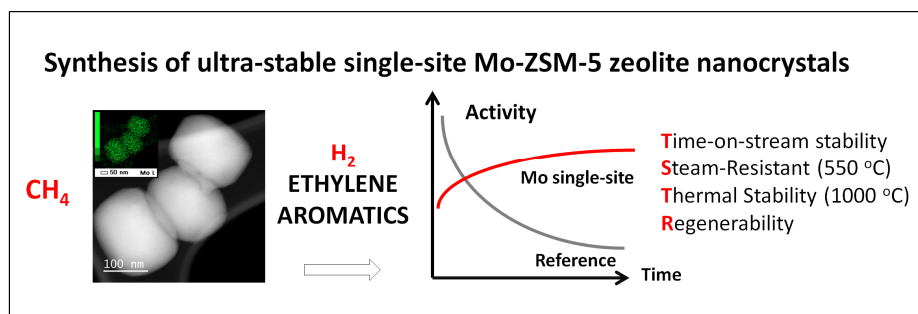 Synthesis of ultra-stable single-site Mo-ZSM-5 zeolite nanocrystals
CH4
50 nm
Mo L
100 nm
H2
ETHYLENE
AROMATICS
Activity
Mo single-site
Reference
Time
Time-on-stream stability
Steam-Resistant (550 oC)
Thermal Stability (1000 oC)
Regenerability